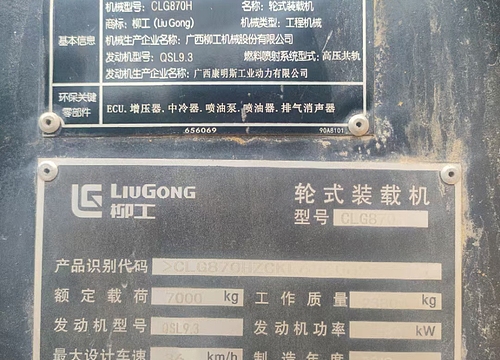 机械型号: CLG870H 名称: 轮式装载机
商标: 柳工 (LiuGong) 机械类型: 工程机械
基本信息 机械生产企业名称: 广西柳工机械股份有限公司
发动机型号: QSL9.3 燃料喷射系统型式: 高压共轨
发动机生产企业名称: 广西康明斯工业动力有限公司
环保关键零部件 ECU. 增压器. 中冷器. 喷油泵. 喷油器. 排气消声器
656069 90A8101
LIUGONG 柳工 轮式装载机
型号 CLG870H
产品识别代码
额定载荷 7000 kg 工作质量 kg
发动机型号 QSL9.3 发动机功率 kW
最大设计车速 km/h 制造年度